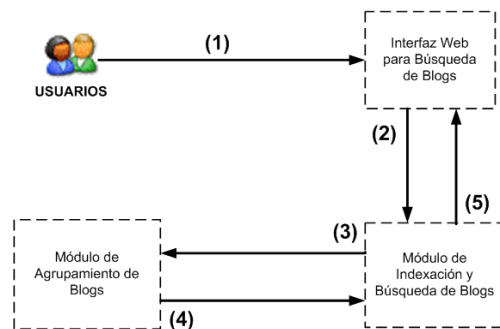 (1)
Interfaz Web
para Búsqueda
de Blogs
USUARIOS
(2)
(5)
(3)
Módulo de
Agrupamiento de
Blogs
Módulo de
Indexación y
Búsqueda de Blogs
(4)